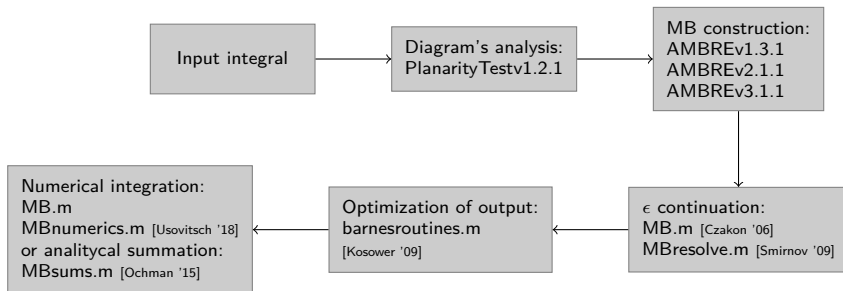 Input integral
Diagram's analysis:
PlanarityTestv1.2.1
MB construction:
AMBREv1.3.1
AMBREv2.1.1
AMBREv3.1.1
ϵ continuation:
MB.m [Czakon '06]
MBresolve.m [Smirnov '09]
Optimization of output:
barnesroutines.m
[Kosower '09]
Numerical integration:
MB.m
MBnumerics.m [Usovitsch '18]
or analitycal summation:
MBsums.m [Ochman '15]